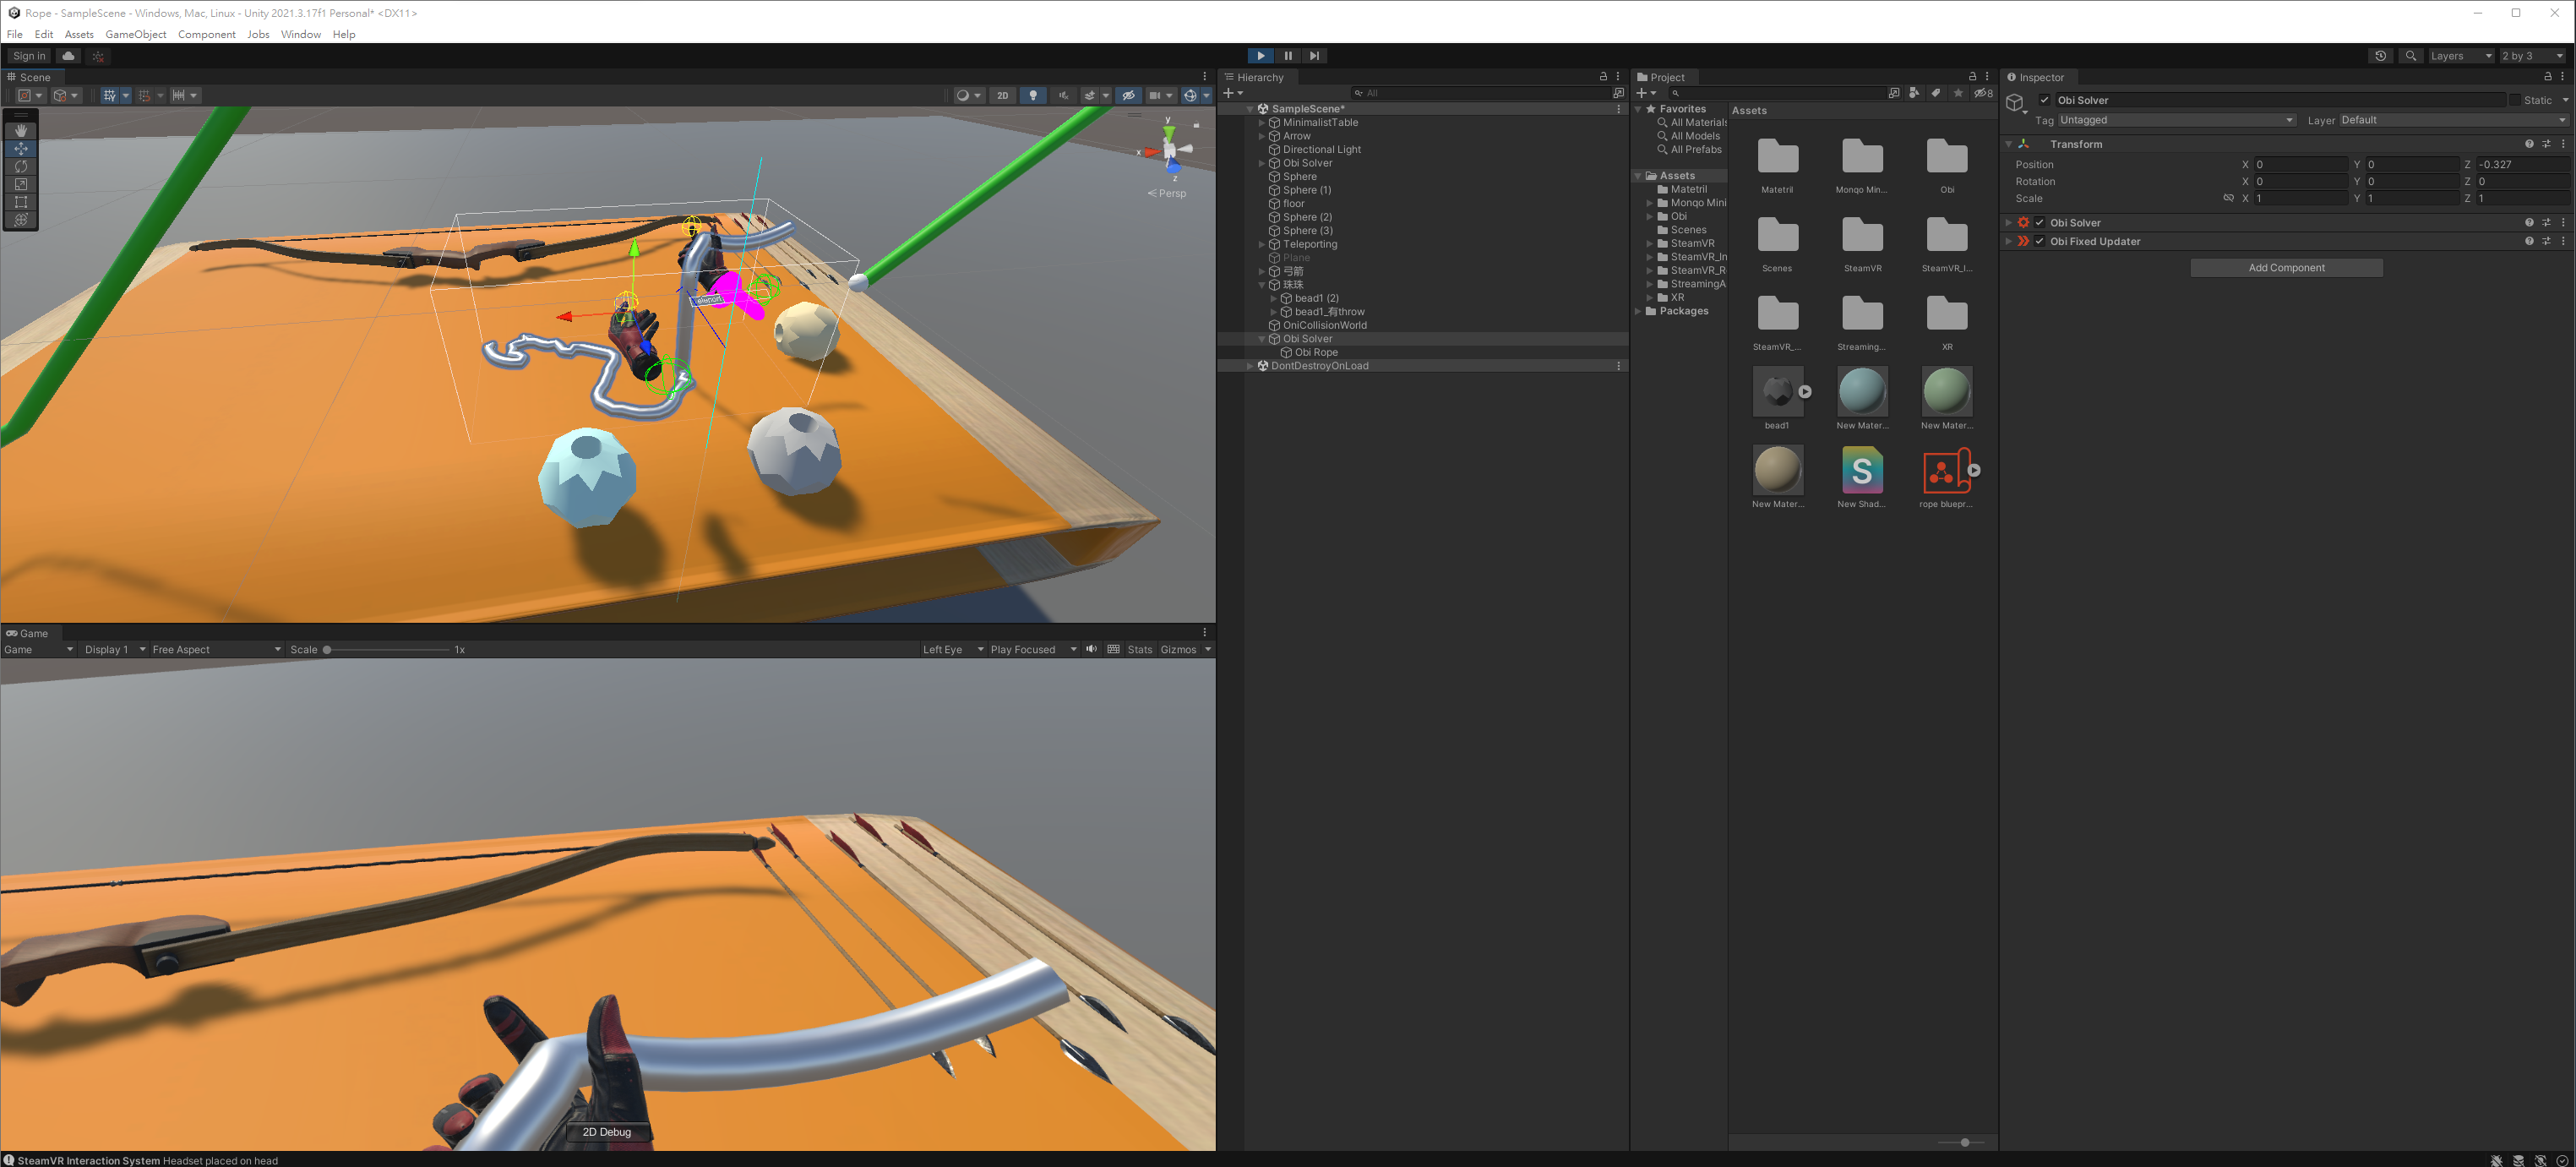 Rope - SampleScene - Windows, Mac, Linux - Unity 2021.3.17f1 Personal* <DX11>
File Edit Assets GameObject Component Jobs Window Help
Sign in
Layers
2 by 3
Scene
2D
y
x
z
Persp
Game
Game
Display 1
Free Aspect
Scale
1x
Left Eye
Play Focused
Stats
Gizmos
2D Debug
Hierarchy
All
SampleScene*
MinimalistTable
Arrow
Directional Light
Obi Solver
Sphere
Sphere (1)
floor
Sphere (2)
Sphere (3)
Teleporting
Plane
弓箭
珠珠
bead1 (2)
bead1_有throw
OniCollisionWorld
Obi Solver
Obi Rope
DontDestroyOnLoad
Project
8
Favorites
All Materials
All Models
All Prefabs
Assets
Matetril
Monqo Mini
Obi
Scenes
SteamVR
SteamVR_In
SteamVR_R
StreamingA
XR
Packages
Assets
Matetril
Monqo Min...
Obi
Scenes
SteamVR
SteamVR_I...
SteamVR_...
Streaming...
XR
bead1
New Mater...
New Mater...
New Mater...
S
New Shad...
rope bluepr...
Inspector
Obi Solver
Static
Tag Untagged
Layer Default
Transform
Position X 0 Y 0 Z -0.327
Rotation X 0 Y 0 Z 0
Scale X 1 Y 1 Z 1
Obi Solver
Obi Fixed Updater
Add Component
SteamVR Interaction System Headset placed on head